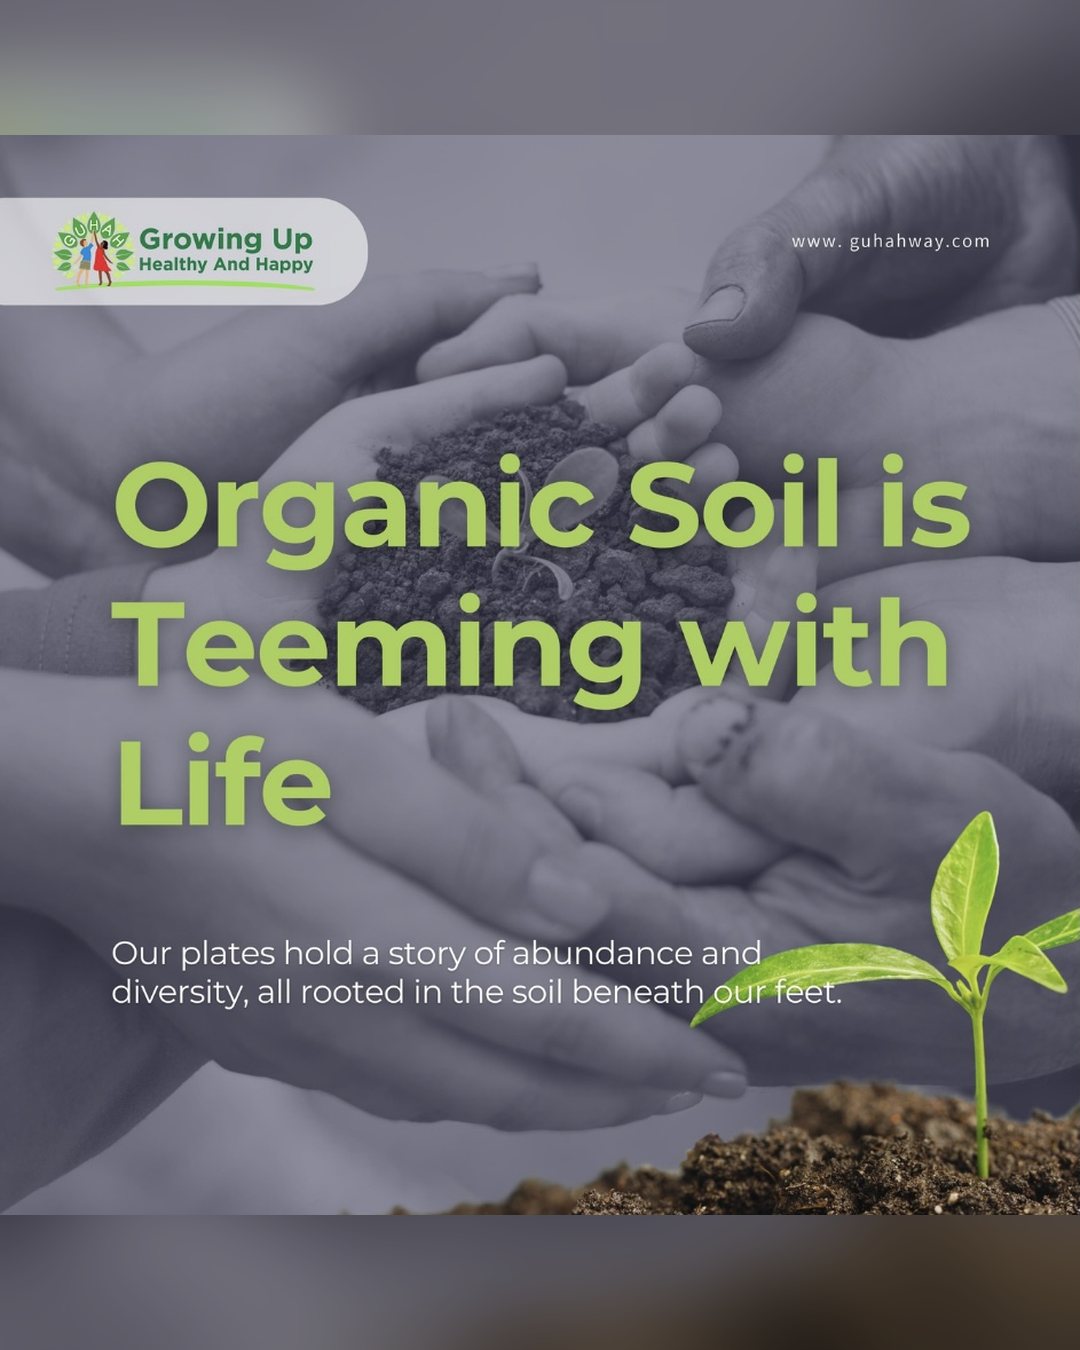 GUHAH
Growing Up
Healthy And Happy
www. guhahway.com
Organic Soil is
Teeming with
Life
Our plates hold a story of abundance and
diversity, all rooted in the soil beneath our feet.